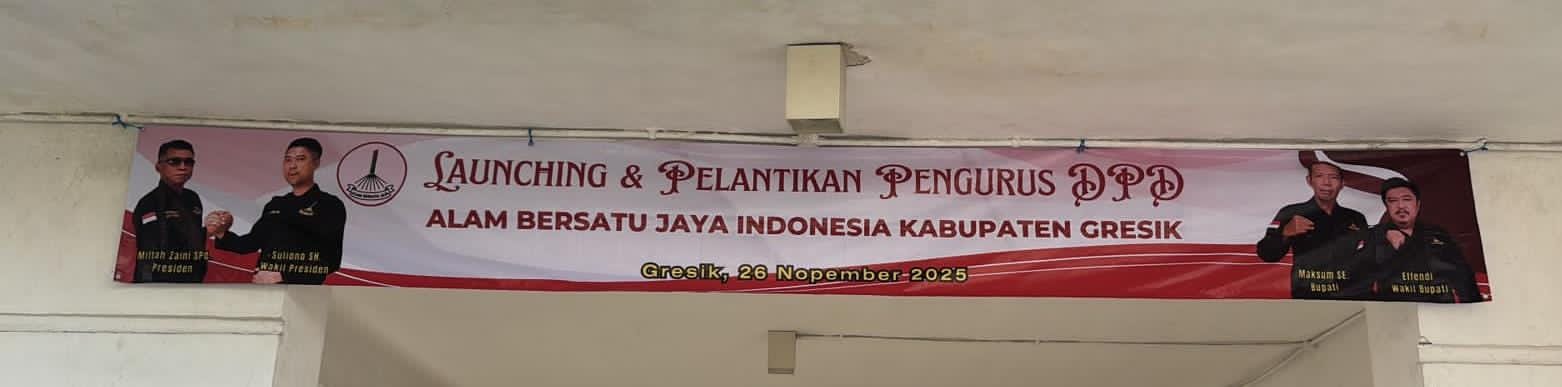 Launching & Pelantikan Pengurus DPD
ALAM BERSATU JAYA INDONESIA KABUPATEN GRESIK
Gresik, 26 Nopember 2025
Miftah Zaini SPD
Presiden
Suliono SH.
Wakil Presiden
Maksum SE
Bupati
Effendi
Wakil Bupati